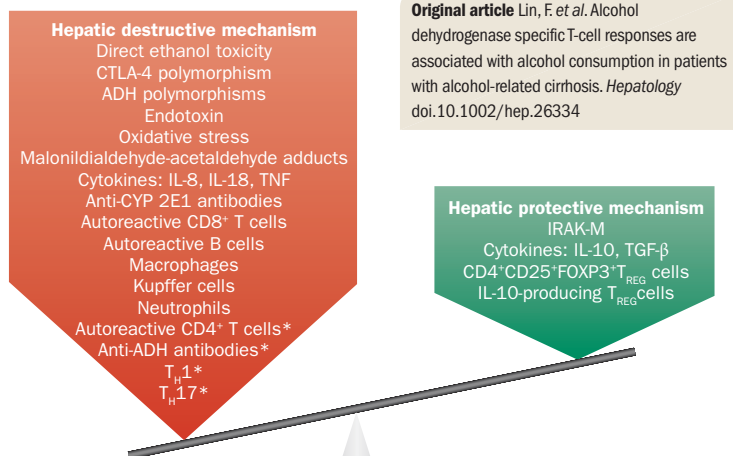 Hepatic destructive mechanism
Direct ethanol toxicity
CTLA-4 polymorphism
ADH polymorphisms
Endotoxin
Oxidative stress
Malonildialdehyde-acetaldehyde adducts
Cytokines: IL-8, IL-18, TNF
Anti-CYP 2E1 antibodies
Autoreactive CD8⁺ T cells
Autoreactive B cells
Macrophages
Kupffer cells
Neutrophils
Autoreactive CD4⁺ T cells*
Anti-ADH antibodies*
T_H1*
T_H17*
Original article Lin, F. et al. Alcohol
dehydrogenase specific T-cell responses are
associated with alcohol consumption in patients
with alcohol-related cirrhosis. Hepatology
doi.10.1002/hep.26334
Hepatic protective mechanism
IRAK-M
Cytokines: IL-10, TGF-β
CD4⁺CD25⁺FOXP3⁺T_REG cells
IL-10-producing T_REG cells